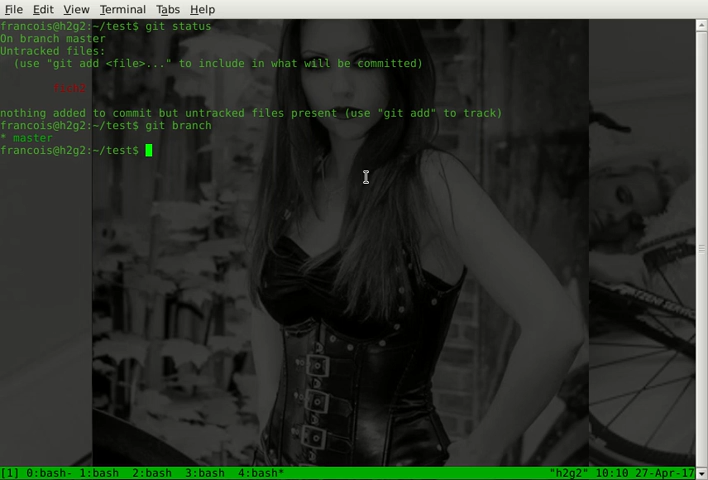 File Edit View Terminal Tabs Help
francois@h2g2:~/test$ git status
On branch master
Untracked files:
  (use "git add <file>..." to include in what will be committed)
nothing added to commit but untracked files present (use "git add" to track)
francois@h2g2:~/test$ git branch
* master
francois@h2g2:~/test$
[1] 0:bash- 1:bash 2:bash 3:bash 4:bash* "h2g2" 10:10 27-Apr-17